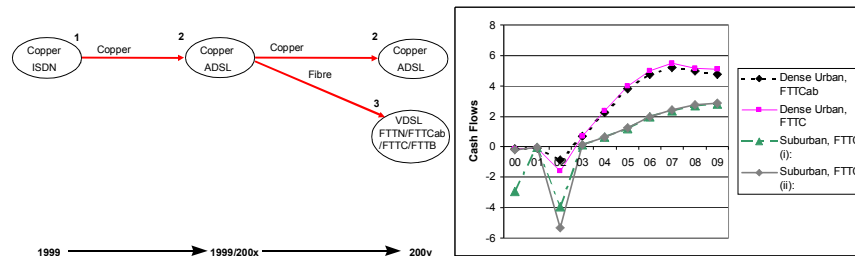 1
Copper
ISDN
Copper
2
Copper
ADSL
Copper
2
Copper
ADSL
Fibre
3
VDSL
FTTN/FTTCab
/FTTC/FTTB
1999
1999/200x
200y
Cash Flows
8
6
4
2
0
-2
-4
-6
00 01 02 03 04 05 06 07 08 09
Dense Urban,
FTTCab
Dense Urban,
FTTC
Suburban, FTTC
(i):
Suburban, FTTC
(ii):